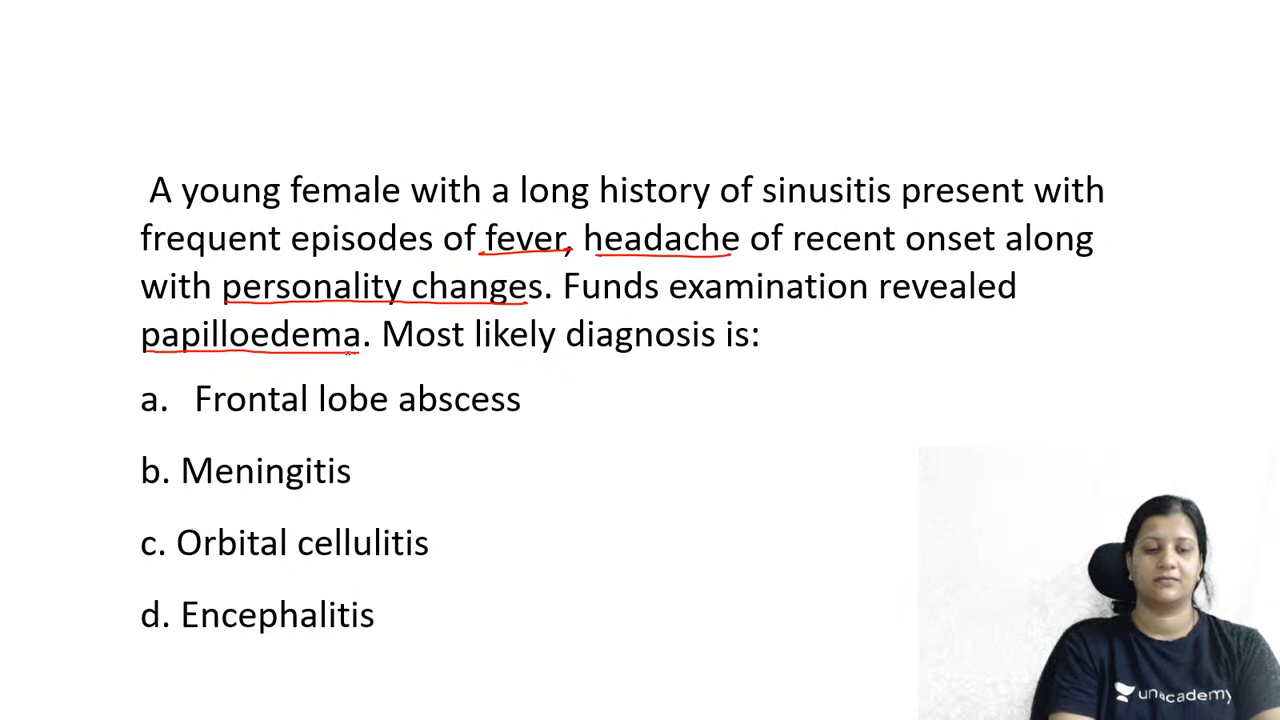 A young female with a long history of sinusitis present with
frequent episodes of fever, headache of recent onset along
with personality changes. Funds examination revealed
papilloedema. Most likely diagnosis is:
a. Frontal lobe abscess
b. Meningitis
c. Orbital cellulitis
d. Encephalitis
unacademy